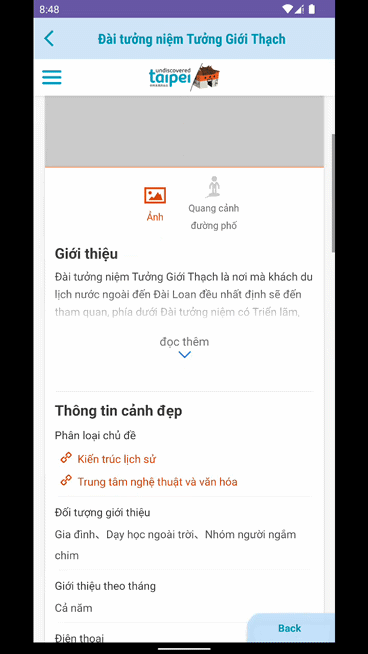 8:48
Đài tưởng niệm Tưởng Giới Thạch
undiscovered
taipei
Giới thiệu
Ảnh
Quang cảnh
đường phố
Đài tưởng niệm Tưởng Giới Thạch là nơi mà khách du
lịch nước ngoài đến Đài Loan đều nhất định sẽ đến
tham quan, phía dưới Đài tưởng niệm có Triển lãm,
đọc thêm
Thông tin cảnh đẹp
Phân loại chủ đề
Kiến trúc lịch sử
Trung tâm nghệ thuật và văn hóa
Đối tượng giới thiệu
Gia đình、Dạy học ngoài trời、Nhóm người ngắm
chim
Giới thiệu theo tháng
Cả năm
Điện thoại
Back